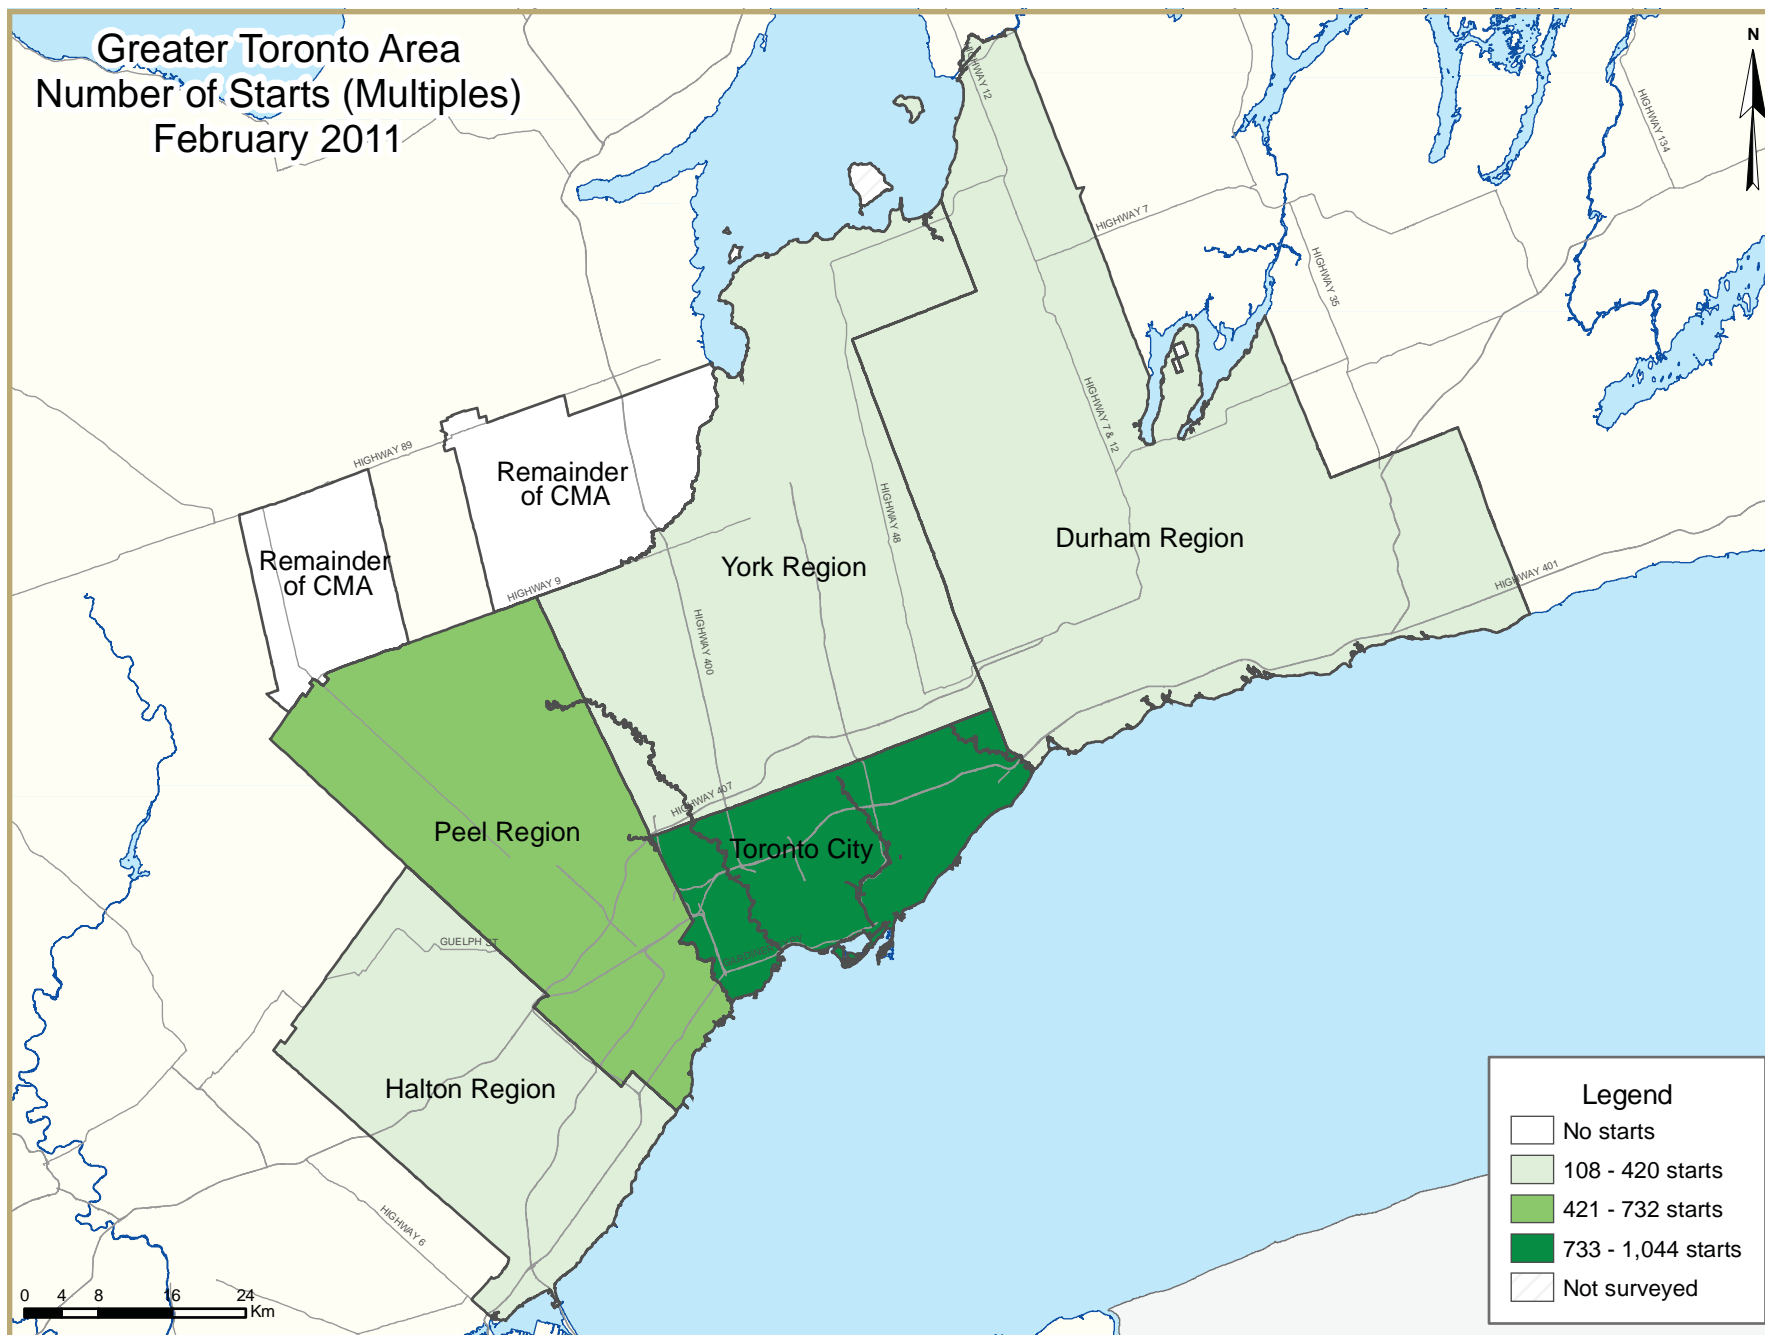 Greater Toronto Area
Number of Starts (Multiples)
February 2011
N
HIGHWAY 12
HIGHWAY 134
HIGHWAY 7
HIGHWAY 35
HIGHWAY 7 & 12
HIGHWAY 89
Remainder
of CMA
HIGHWAY 48
Remainder
of CMA
York Region
Durham Region
HIGHWAY 401
HIGHWAY 9
HIGHWAY 400
HIGHWAY 407
Peel Region
Toronto City
GUELPH ST
Halton Region
HIGHWAY 6
Legend
No starts
108 - 420 starts
421 - 732 starts
733 - 1,044 starts
Not surveyed
0 4 8 16 24
Km